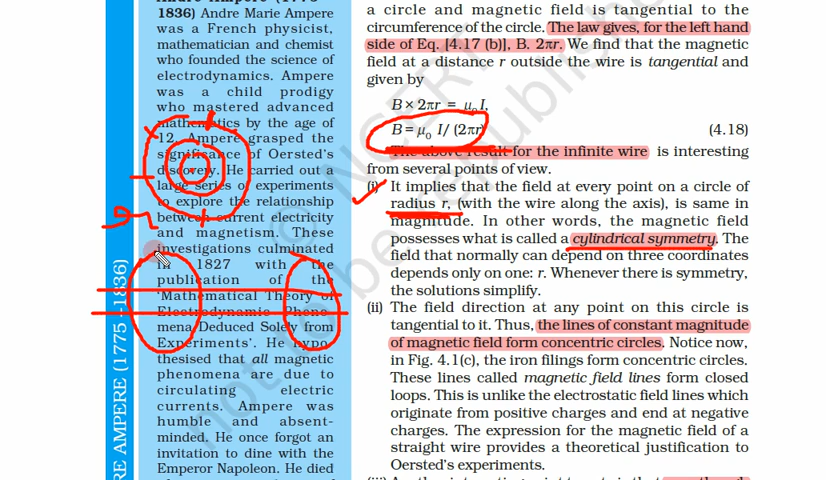 1836) Andre Marie Ampere
was a French physicist,
mathematician and chemist
who founded the science of
electrodynamics. Ampere
was a child prodigy
who mastered advanced
mathematics by the age of
12. Ampere grasped the
significance of Oersted's
discovery. He carried out a
large series of experiments
to explore the relationship
between current electricity
and magnetism. These
investigations culminated
in 1827 with the
publication of the
'Mathematical Theory of
Electrodynamic Pheno-
mena Deduced Solely from
Experiments'. He hypo-
thesised that all magnetic
phenomena are due to
circulating electric
currents. Ampere was
humble and absent-
minded. He once forgot an
invitation to dine with the
Emperor Napoleon. He died
RE AMPERE (1775 –1836)
a circle and magnetic field is tangential to the
circumference of the circle. The law gives, for the left hand
side of Eq. [4.17 (b)], B. 2πr. We find that the magnetic
field at a distance r outside the wire is tangential and
given by
B × 2πr = μ₀ I,
B = μ₀ I/ (2πr) (4.18)
The above result for the infinite wire is interesting
from several points of view.
(i) It implies that the field at every point on a circle of
radius r, (with the wire along the axis), is same in
magnitude. In other words, the magnetic field
possesses what is called a cylindrical symmetry. The
field that normally can depend on three coordinates
depends only on one: r. Whenever there is symmetry,
the solutions simplify.
(ii) The field direction at any point on this circle is
tangential to it. Thus, the lines of constant magnitude
of magnetic field form concentric circles. Notice now,
in Fig. 4.1(c), the iron filings form concentric circles.
These lines called magnetic field lines form closed
loops. This is unlike the electrostatic field lines which
originate from positive charges and end at negative
charges. The expression for the magnetic field of a
straight wire provides a theoretical justification to
Oersted's experiments.
© NCERT
not to be republished